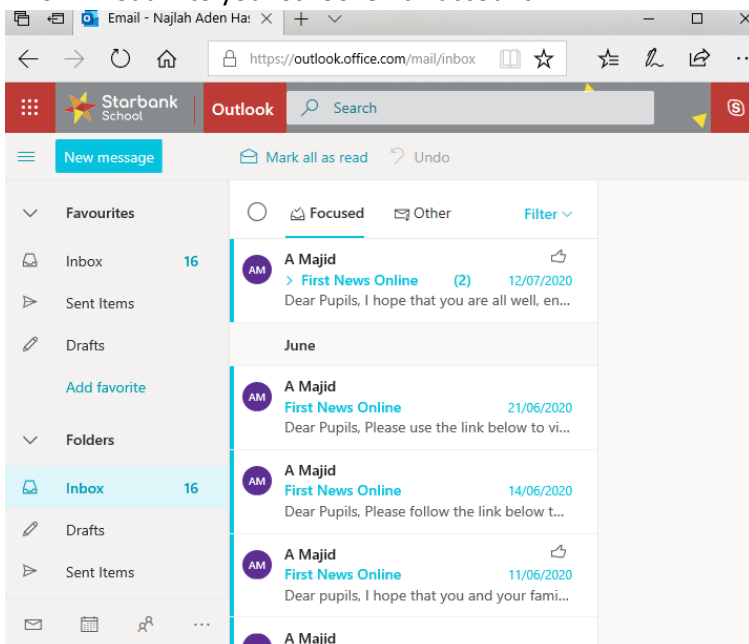 Email - Najlah Aden Has
https://outlook.office.com/mail/inbox
Starbank
School
Outlook
Search
New message
Mark all as read
Undo
Favourites
Inbox 16
Sent Items
Drafts
Add favorite
Folders
Inbox 16
Drafts
Sent Items
Focused
Other
Filter
AM
A Majid
> First News Online (2) 12/07/2020
Dear Pupils, I hope that you are all well, en...
June
AM
A Majid
First News Online 21/06/2020
Dear Pupils, Please use the link below to vi...
AM
A Majid
First News Online 14/06/2020
Dear Pupils, Please follow the link below t...
AM
A Majid
First News Online 11/06/2020
Dear pupils, I hope that you and your fami...
A Majid